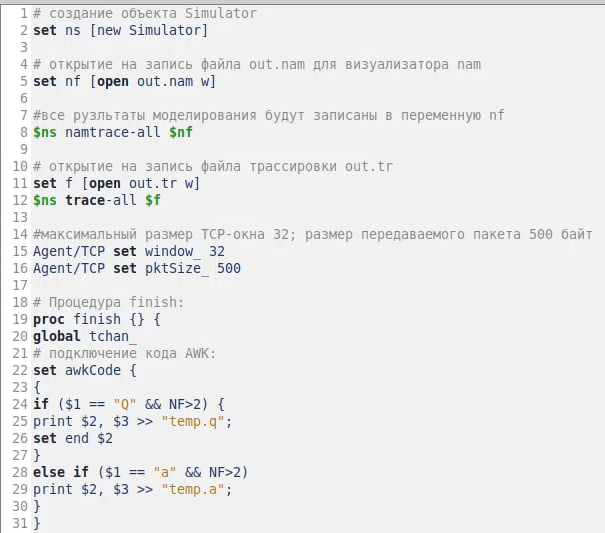 1 # создание объекта Simulator
2 set ns [new Simulator]
3
4 # открытие на запись файла out.nam для визуализатора nam
5 set nf [open out.nam w]
6
7 #все рузльтаты моделирования будут записаны в переменную nf
8 $ns namtrace-all $nf
9
10 # открытие на запись файла трассировки out.tr
11 set f [open out.tr w]
12 $ns trace-all $f
13
14 #максимальный размер TCP-окна 32; размер передаваемого пакета 500 байт
15 Agent/TCP set window_ 32
16 Agent/TCP set pktSize_ 500
17
18 # Процедура finish:
19 proc finish {} {
20 global tchan_
21 # подключение кода AWK:
22 set awkCode {
23 {
24 if ($1 == "Q" && NF>2) {
25 print $2, $3 >> "temp.q";
26 set end $2
27 }
28 else if ($1 == "a" && NF>2)
29 print $2, $3 >> "temp.a";
30 }
31 }